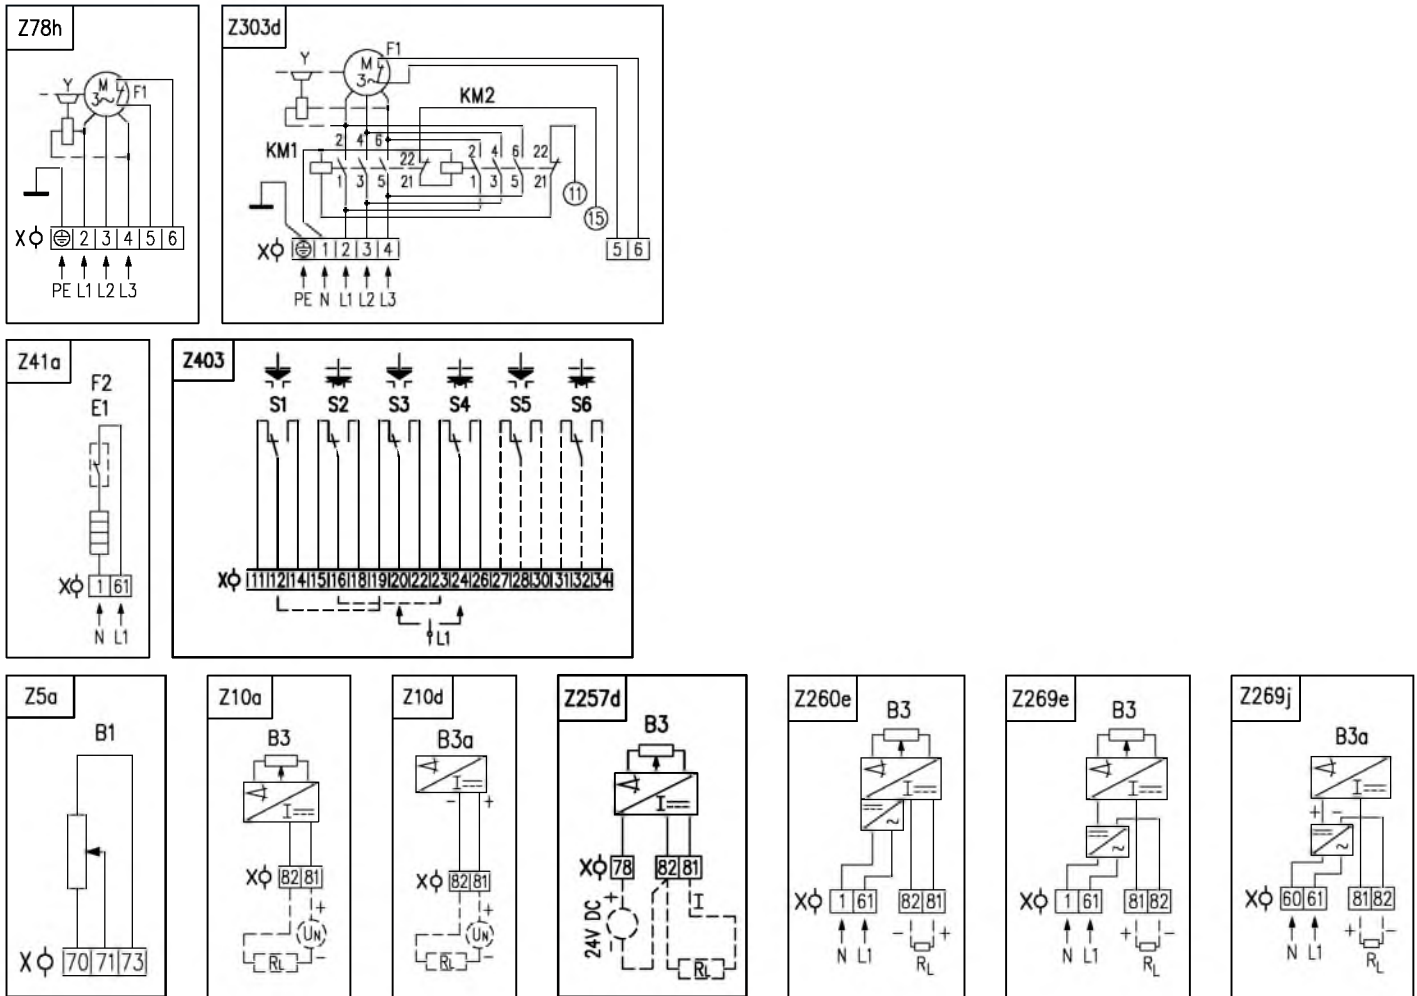 Z78h
Y
M
3~
F1
X
2 3 4 5 6
PE L1 L2 L3
Z303d
Y
M
3~
F1
KM2
KM1
2 4 6 22
1 3 5 21
2 4 6 22
1 3 5 21
11
15
X
1 2 3 4
5 6
PE N L1 L2 L3
Z41a
F2
E1
X
1 61
N L1
Z403
S1 S2 S3 S4 S5 S6
X
11 12 14 15 16 18 19 20 22 23 24 26 27 28 30 31 32 34
L1
Z5a
B1
X
70 71 73
Z10a
B3
I
X
82 81
+
UN
-
RL
Z10d
B3a
I
- +
X
82 81
+
UN
-
RL
Z257d
B3
I
X
78 82 81
+
24V DC
-
I
RL
Z260e
B3
I
~
X
1 61 82 81
N L1
- +
RL
Z269e
B3
I
~
X
1 61 81 82
N L1
+ -
RL
Z269j
B3a
I
+ -
~
X
60 61 81 82
N L1
+ -
RL